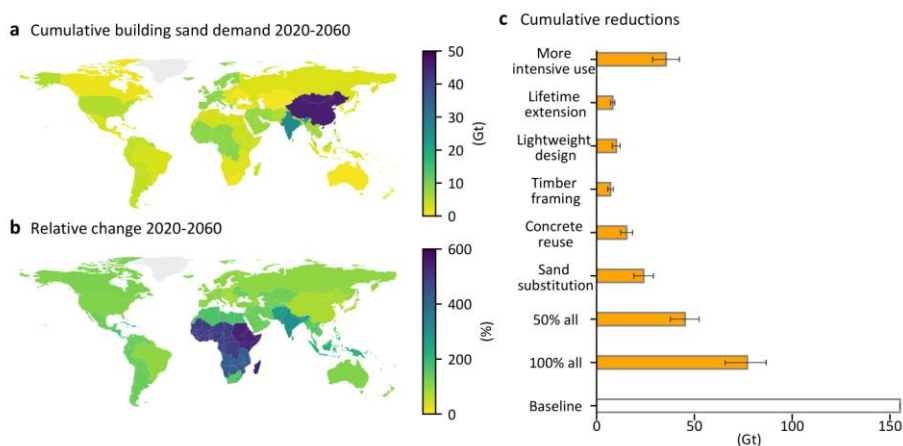 a Cumulative building sand demand 2020-2060
50
40
30
20
10
0
(Gt)
b Relative change 2020-2060
600
400
200
0
(%)
c Cumulative reductions
More
intensive use
Lifetime
extension
Lightweight
design
Timber
framing
Concrete
reuse
Sand
substitution
50% all
100% all
Baseline
0 50 100 150
(Gt)